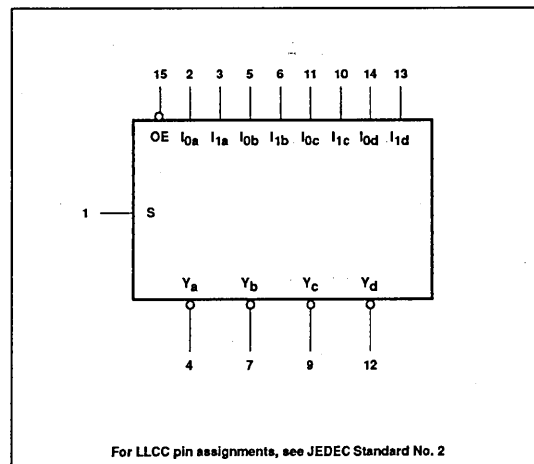 15 2 3 5 6 11 10 14 13
OE I0a I1a I0b I1b I0c I1c I0d I1d
1 S
Ya Yb Yc Yd
4 7 9 12
For LLCC pin assignments, see JEDEC Standard No. 2